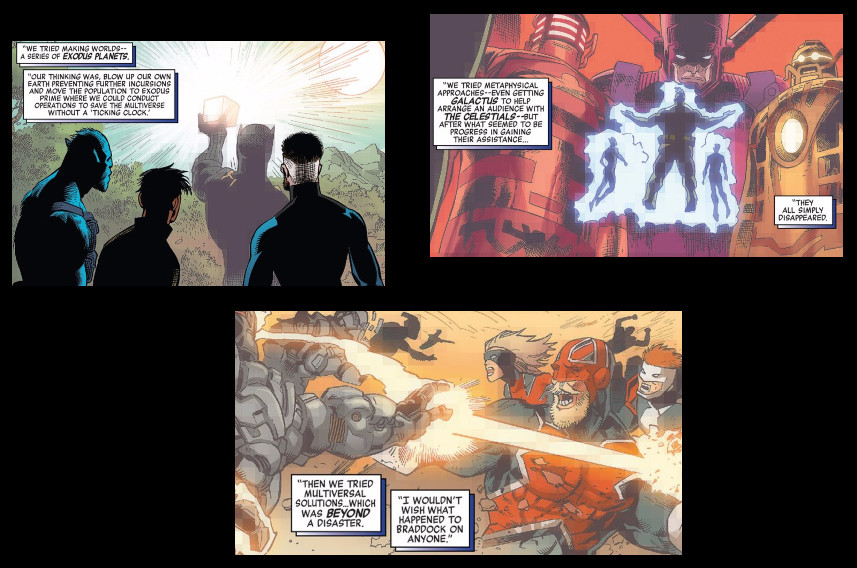 "WE TRIED MAKING WORLDS--
A SERIES OF EXODUS PLANETS.
"OUR THINKING WAS, BLOW UP OUR OWN
EARTH PREVENTING FURTHER INCURSIONS
AND MOVE THE POPULATION TO EXODUS
PRIME WHERE WE COULD CONDUCT
OPERATIONS TO SAVE THE MULTIVERSE
WITHOUT A 'TICKING CLOCK.'
"WE TRIED METAPHYSICAL
APPROACHES--EVEN GETTING
GALACTUS TO HELP
ARRANGE AN AUDIENCE WITH
THE CELESTIALS--BUT
AFTER WHAT SEEMED TO BE
PROGRESS IN GAINING
THEIR ASSISTANCE...
"THEY
ALL SIMPLY
DISAPPEARED.
"THEN WE TRIED
MULTIVERSAL
SOLUTIONS...WHICH
WAS BEYOND
A DISASTER.
"I WOULDN'T
WISH WHAT
HAPPENED TO
BRADDOCK ON
ANYONE."